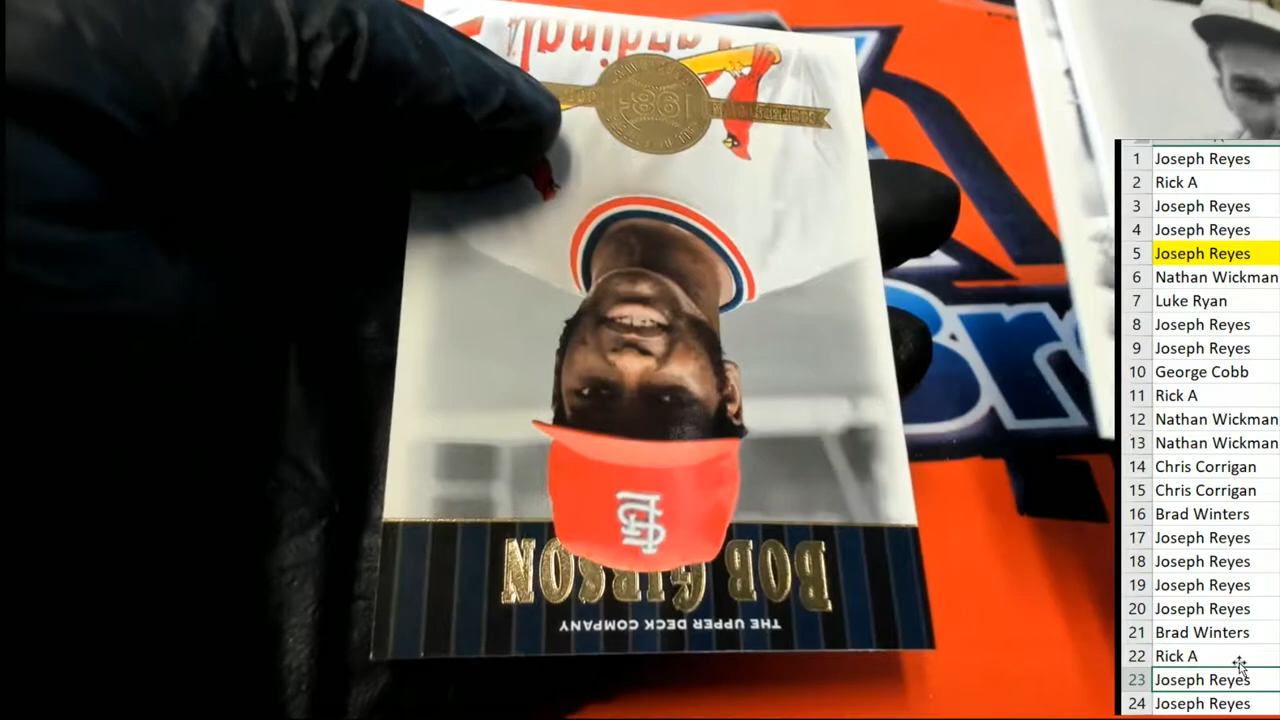 Cardinal
BOB GIBSON
THE UPPER DECK COMPANY
StL
Br
1 Joseph Reyes
2 Rick A
3 Joseph Reyes
4 Joseph Reyes
5 Joseph Reyes
6 Nathan Wickman
7 Luke Ryan
8 Joseph Reyes
9 Joseph Reyes
10 George Cobb
11 Rick A
12 Nathan Wickman
13 Nathan Wickman
14 Chris Corrigan
15 Chris Corrigan
16 Brad Winters
17 Joseph Reyes
18 Joseph Reyes
19 Joseph Reyes
20 Joseph Reyes
21 Brad Winters
22 Rick A
23 Joseph Reyes
24 Joseph Reyes